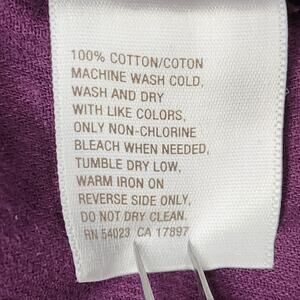 100% COTTON/COTON
MACHINE WASH COLD,
WASH AND DRY
WITH LIKE COLORS,
ONLY NON-CHLORINE
BLEACH WHEN NEEDED,
TUMBLE DRY LOW,
WARM IRON ON
REVERSE SIDE ONLY,
DO NOT DRY CLEAN.
RN 54023 CA 17897